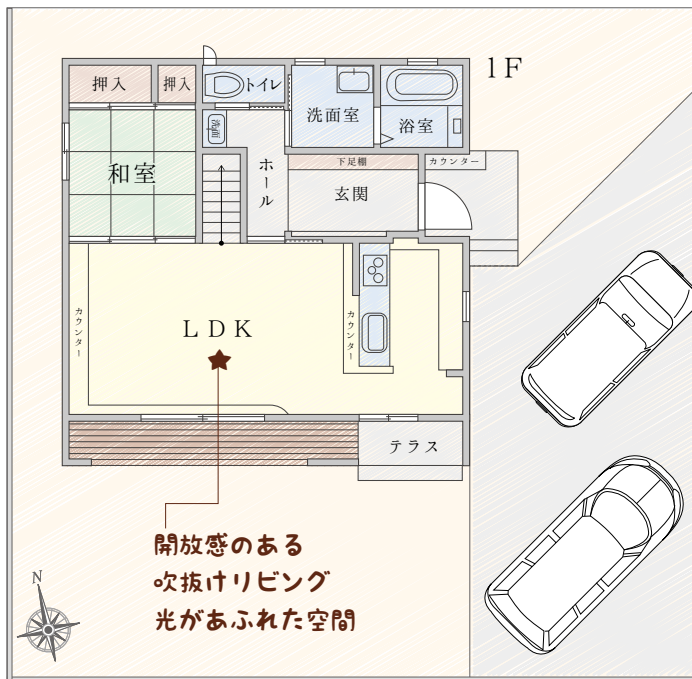 1F
押入
押入
トイレ
洗面室
浴室
洗面
和室
ホール
下足棚
カウンター
玄関
カウンター
LDK
カウンター
テラス
開放感のある
吹抜けリビング
光があふれた空間
N